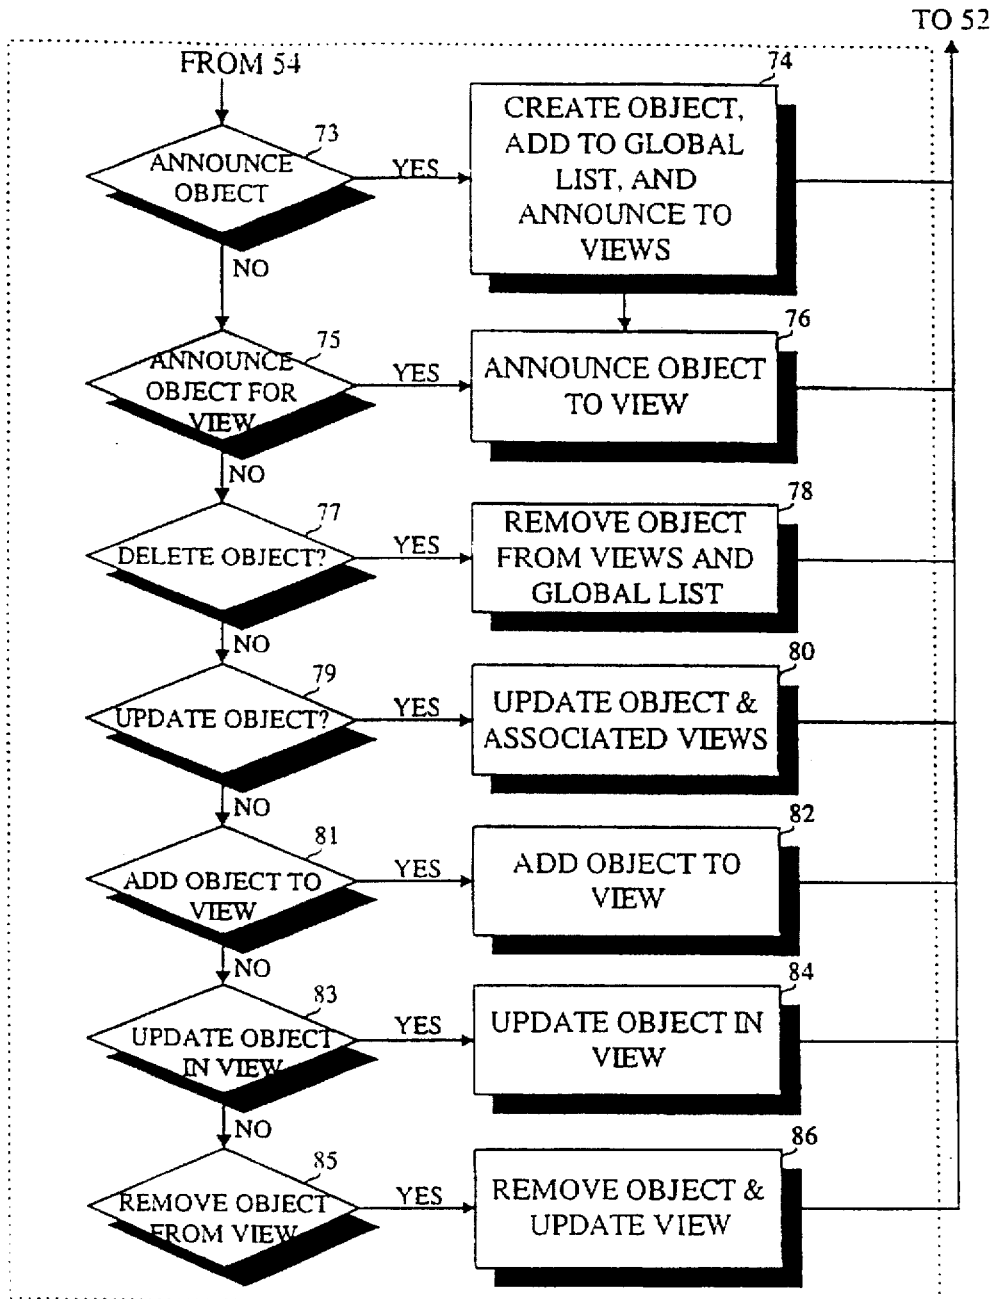 TO 52
FROM 54
73
ANNOUNCE
OBJECT
YES
74
CREATE OBJECT,
ADD TO GLOBAL
LIST, AND
ANNOUNCE TO
VIEWS
NO
75
ANNOUNCE
OBJECT FOR
VIEW
YES
76
ANNOUNCE OBJECT
TO VIEW
NO
77
DELETE OBJECT?
YES
78
REMOVE OBJECT
FROM VIEWS AND
GLOBAL LIST
NO
79
UPDATE OBJECT?
YES
80
UPDATE OBJECT &
ASSOCIATED VIEWS
NO
81
ADD OBJECT TO
VIEW
YES
82
ADD OBJECT TO
VIEW
NO
83
UPDATE OBJECT
IN VIEW
YES
84
UPDATE OBJECT IN
VIEW
NO
85
REMOVE OBJECT
FROM VIEW
YES
86
REMOVE OBJECT &
UPDATE VIEW